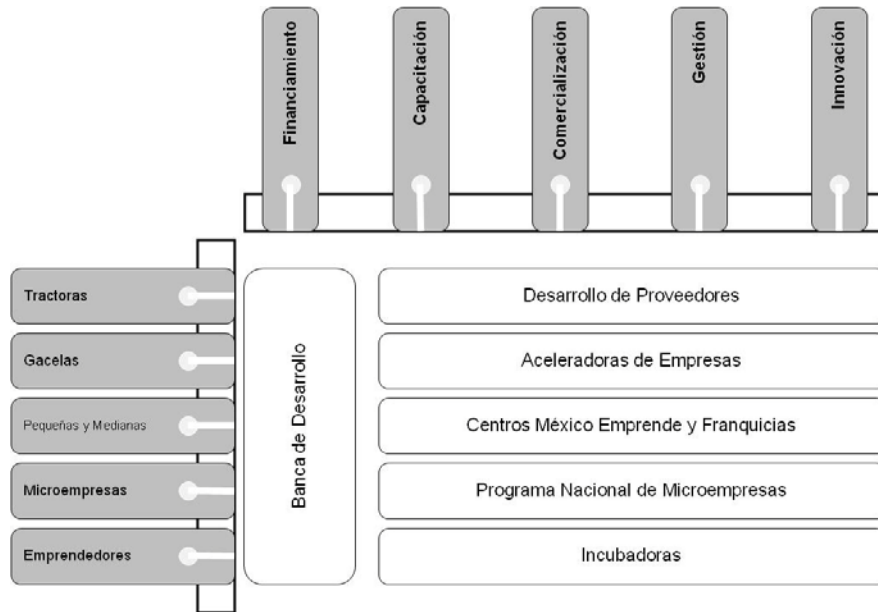 Financiamiento
Capacitación
Comercialización
Gestión
Innovación
Tractoras
Gacelas
Pequeñas y Medianas
Microempresas
Emprendedores
Banca de Desarrollo
Desarrollo de Proveedores
Aceleradoras de Empresas
Centros México Emprende y Franquicias
Programa Nacional de Microempresas
Incubadoras